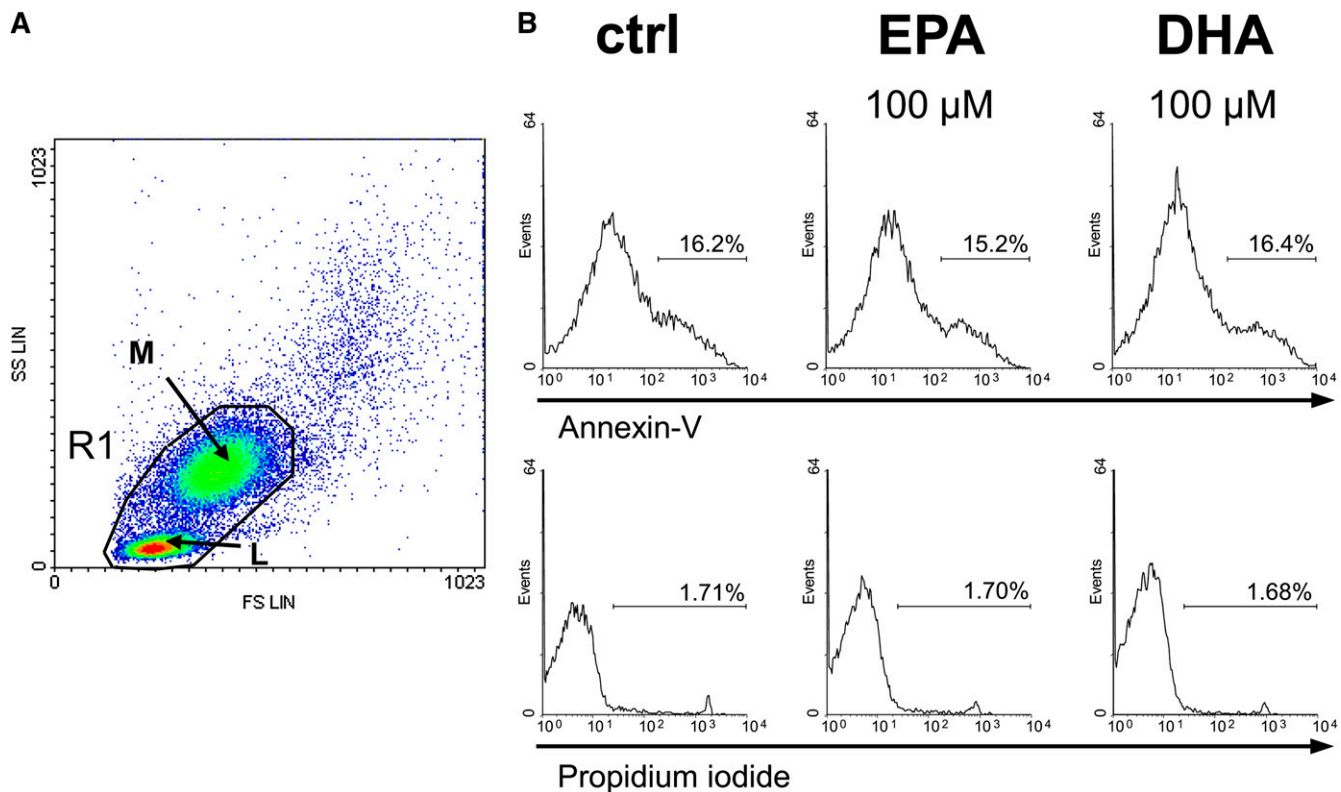 A
1023
SS LIN
0
M
R1
L
0
1023
FS LIN
B
ctrl
EPA
DHA
100 µM
100 µM
64
Events
0
16.2%
10⁰ 10¹ 10² 10³ 10⁴
64
Events
0
15.2%
10⁰ 10¹ 10² 10³ 10⁴
64
Events
0
16.4%
10⁰ 10¹ 10² 10³ 10⁴
Annexin-V
64
Events
0
1.71%
10⁰ 10¹ 10² 10³ 10⁴
64
Events
0
1.70%
10⁰ 10¹ 10² 10³ 10⁴
64
Events
0
1.68%
10⁰ 10¹ 10² 10³ 10⁴
Propidium iodide